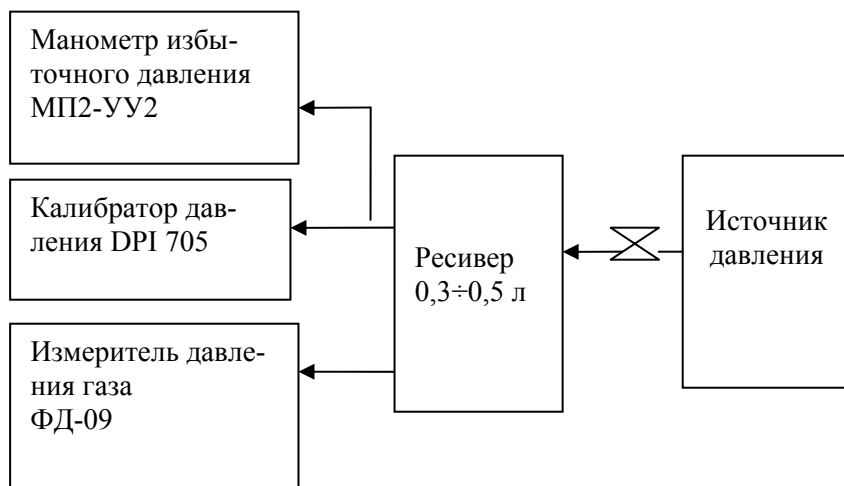 Манометр избы-
точного давления
МП2-УУ2
Калибратор дав-
ления DPI 705
Измеритель давле-
ния газа
ФД-09
Ресивер
0,3÷0,5 л
Источник
давления